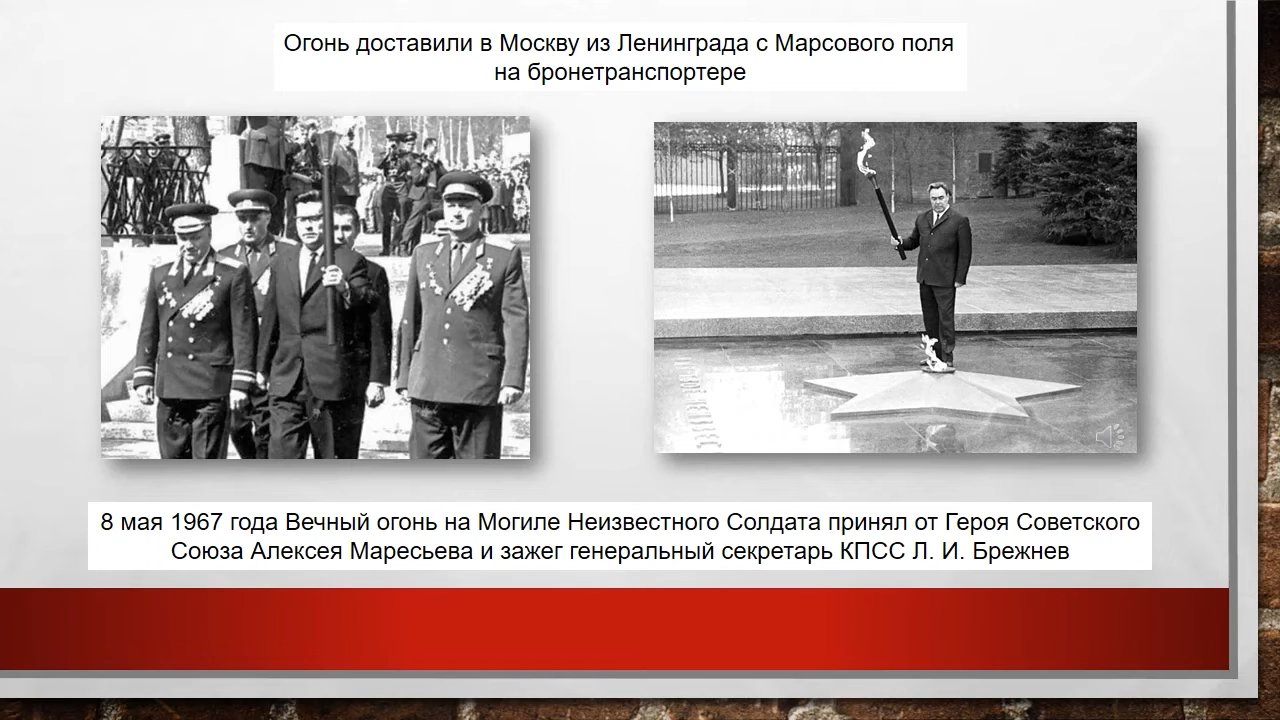 Огонь доставили в Москву из Ленинграда с Марсового поля
на бронетранспортере
8 мая 1967 года Вечный огонь на Могиле Неизвестного Солдата принял от Героя Советского
Союза Алексея Маресьева и зажег генеральный секретарь КПСС Л. И. Брежнев